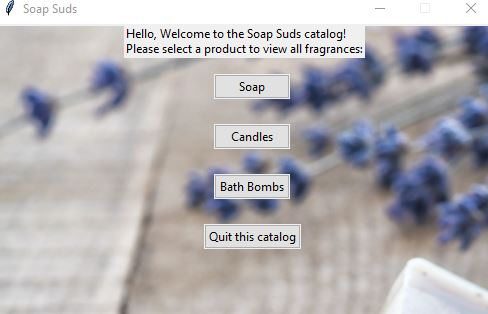 Soap Suds
Hello, Welcome to the Soap Suds catalog!
Please select a product to view all fragrances:
Soap
Candles
Bath Bombs
Quit this catalog